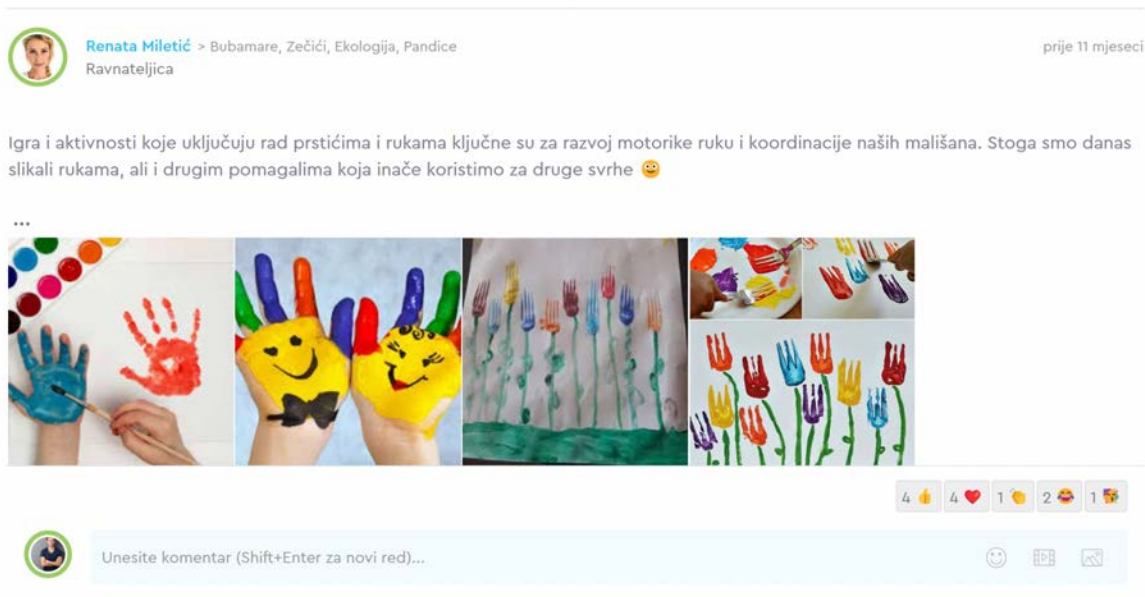 Renata Miletić > Bubamare, Zečići, Ekologija, Pandice
prije 11 mjeseci
Ravnateljica
Igra i aktivnosti koje uključuju rad prstićima i rukama ključne su za razvoj motorike ruku i koordinacije naših mališana. Stoga smo danas
slikali rukama, ali i drugim pomagalima koja inače koristimo za druge svrhe 🙂
...
4 👍 4 ❤️ 1 👏 2 😂 1 🥳
Unesite komentar (Shift+Enter za novi red)...